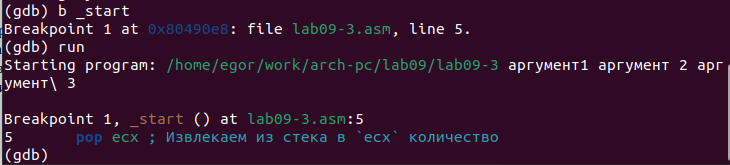 (gdb) b _start
Breakpoint 1 at 0x80490e8: file lab09-3.asm, line 5.
(gdb) run
Starting program: /home/egor/work/arch-pc/lab09/lab09-3 аргумент1 аргумент 2 арг
умент\ 3
Breakpoint 1, _start () at lab09-3.asm:5
5       pop ecx ; Извлекаем из стека в `ecx` количество
(gdb)